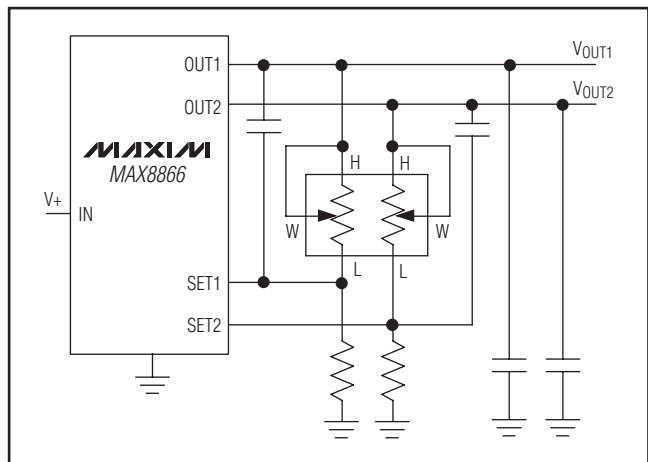 OUT1
VOUT1
OUT2
VOUT2
MAXIM
MAX8866
H
H
V+
IN
W
W
L
L
SET1
SET2